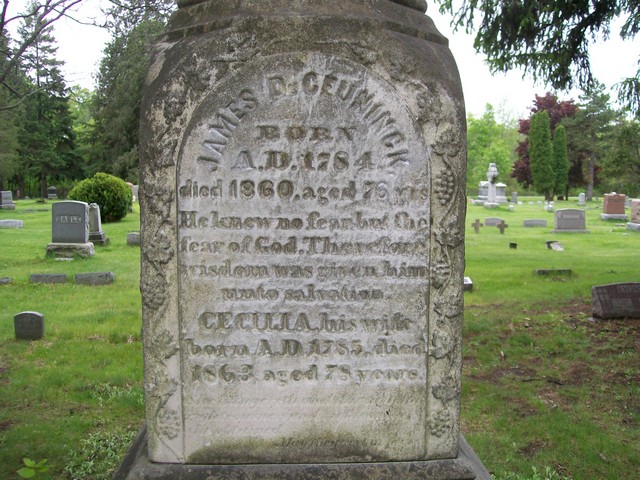 JAMES D. CEUNINCK
BORN
A.D. 1784
died 1860, aged 76 yrs
He knew no fear but the
fear of God. Therefore
wisdom was given him
unto salvation.
CECULIA, his wife
born A.D. 1785, died
1863, aged 78 years